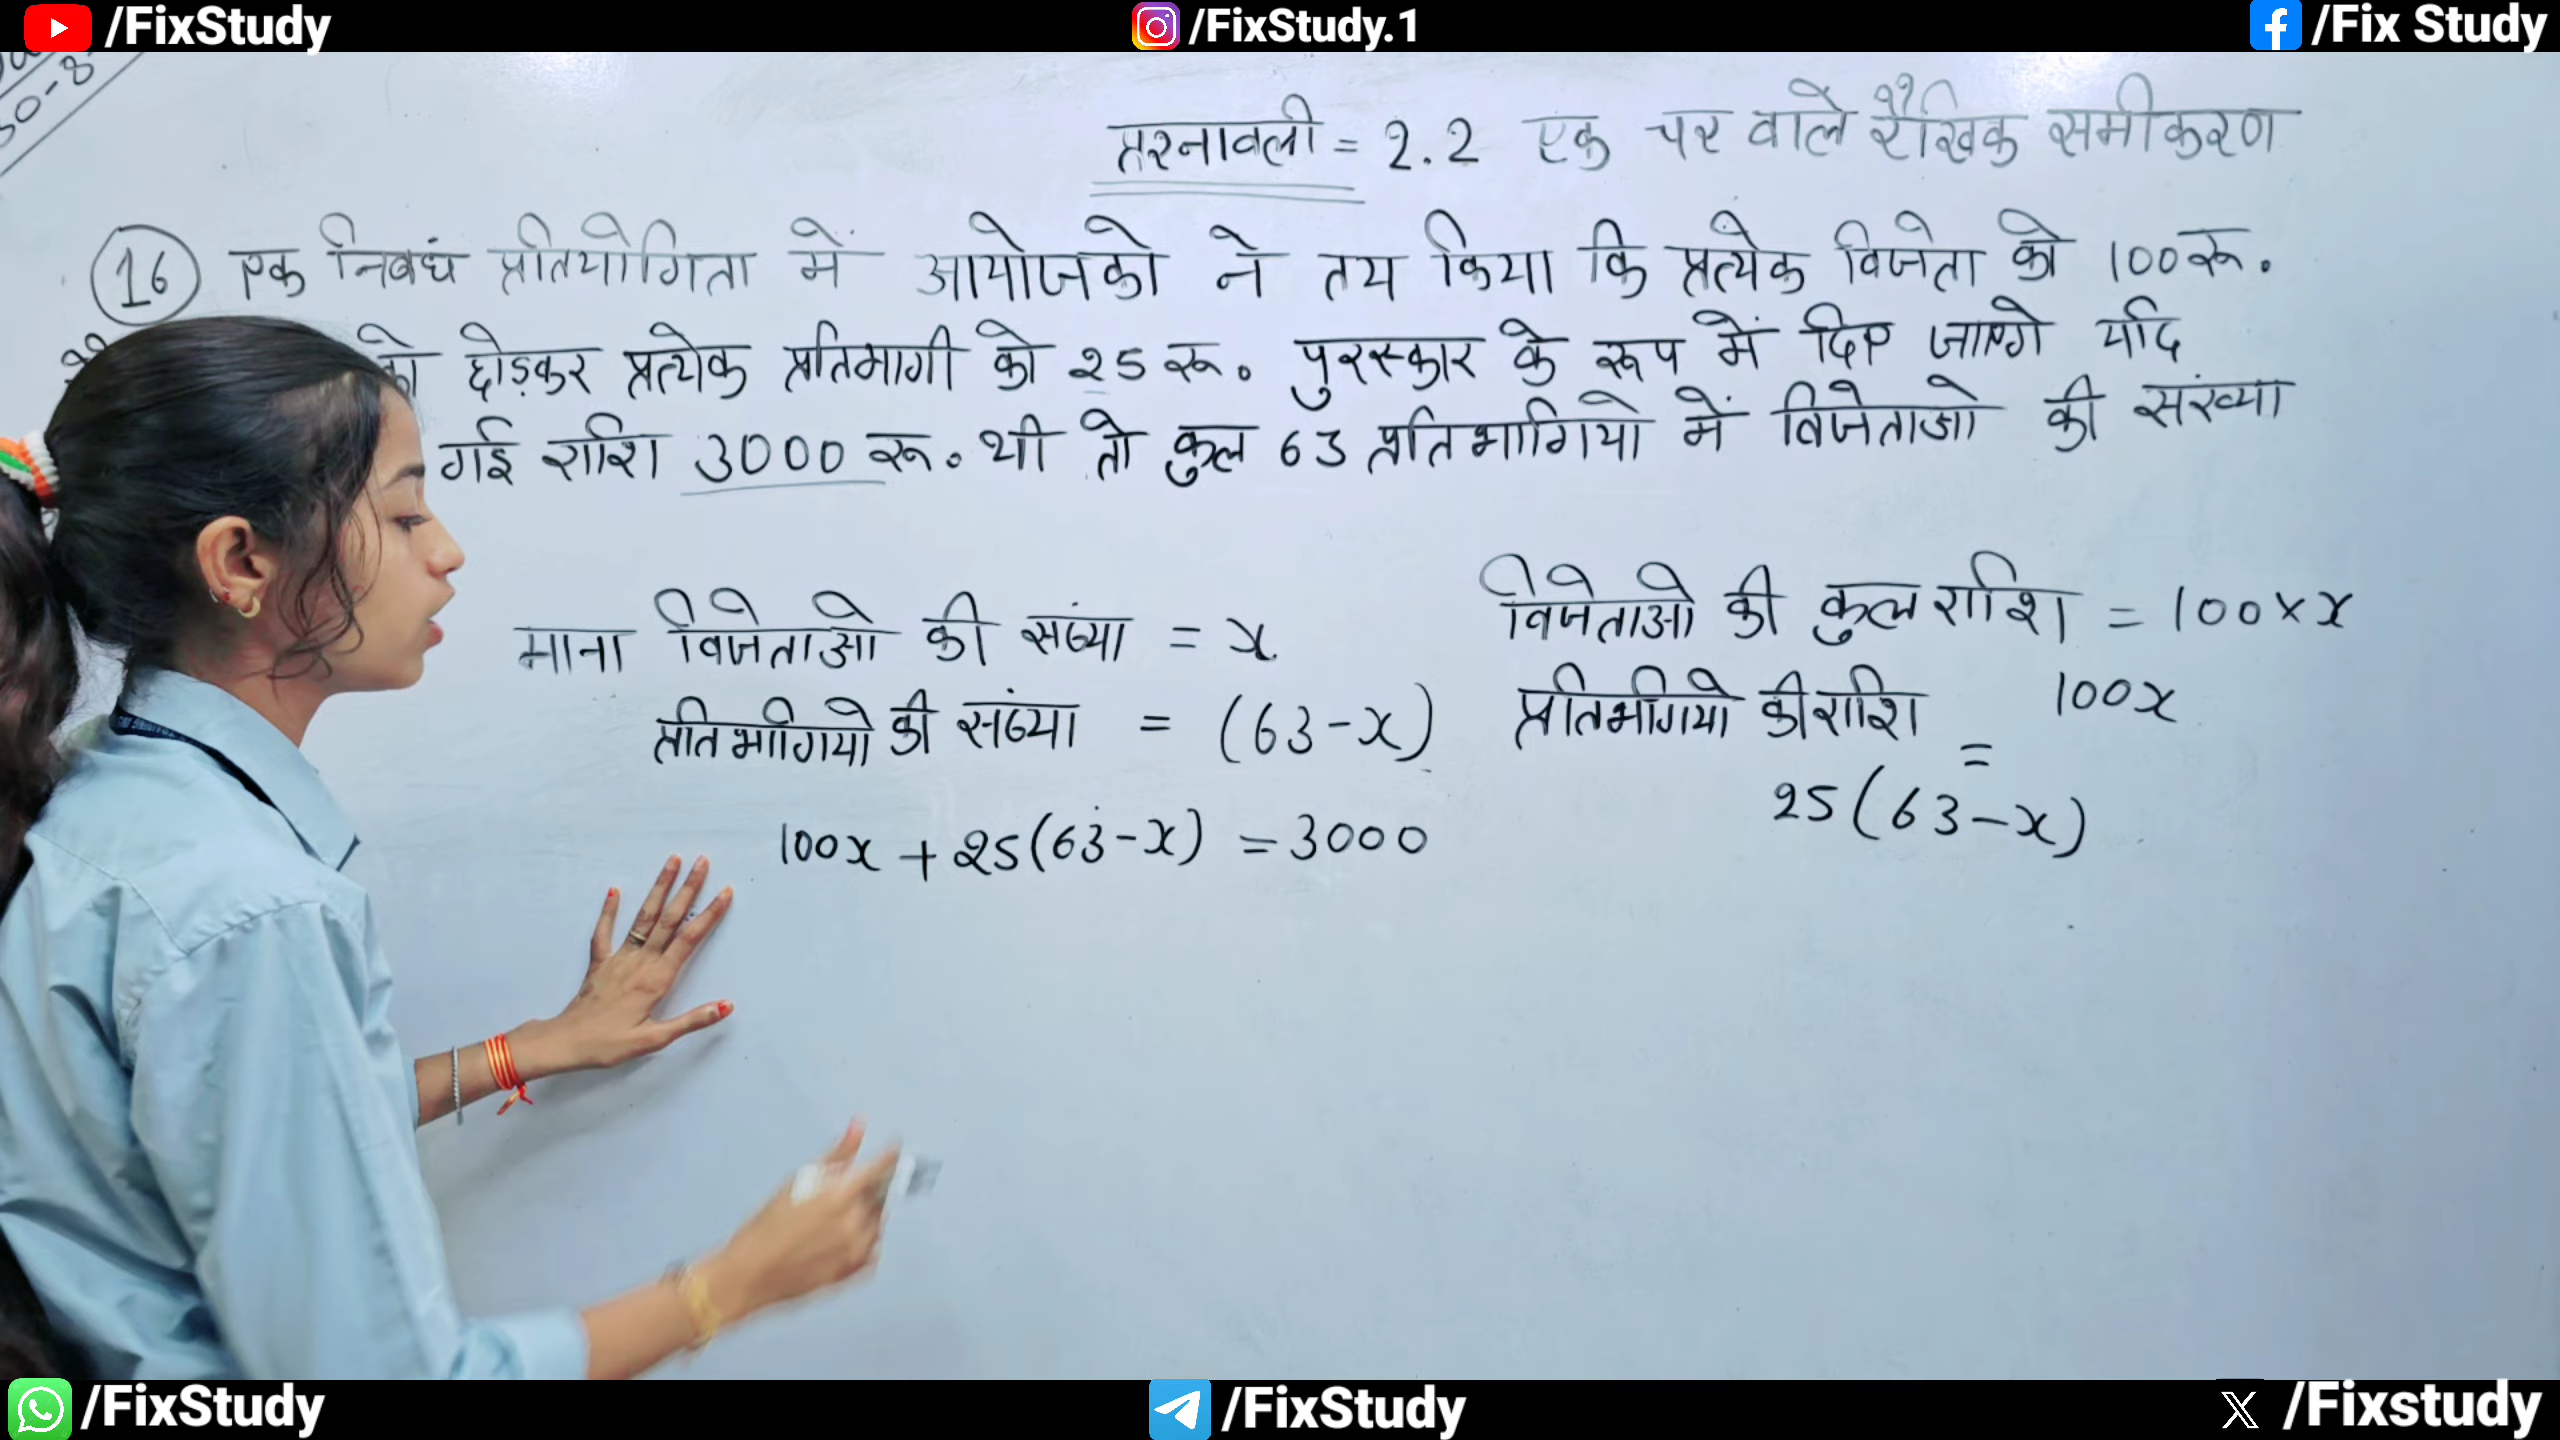 /FixStudy
/FixStudy.1
/Fix Study
प्रश्नावली = 2.2 एक चर वाले रैखिक समीकरण
16 एक निबधं प्रतियोगिता में आयोजको ने तय किया कि प्रत्येक विजेता को 100 रू.
को छोड़कर प्रत्येक प्रतिभागी को 25 रू. पुरस्कार के रूप में दिए जाएगे यदि
गई राशि 3000 रू. थी तो कुल 63 प्रतिभागियो में विजेताओ की संख्या
माना विजेताओ की संख्या = x
प्रतिभागियो की संख्या = (63-x)
100x + 25(63-x) = 3000
विजेताओ की कुल राशि = 100×x
100x
प्रतिभागियो की राशि =
25(63-x)
/FixStudy
/FixStudy
/Fixstudy